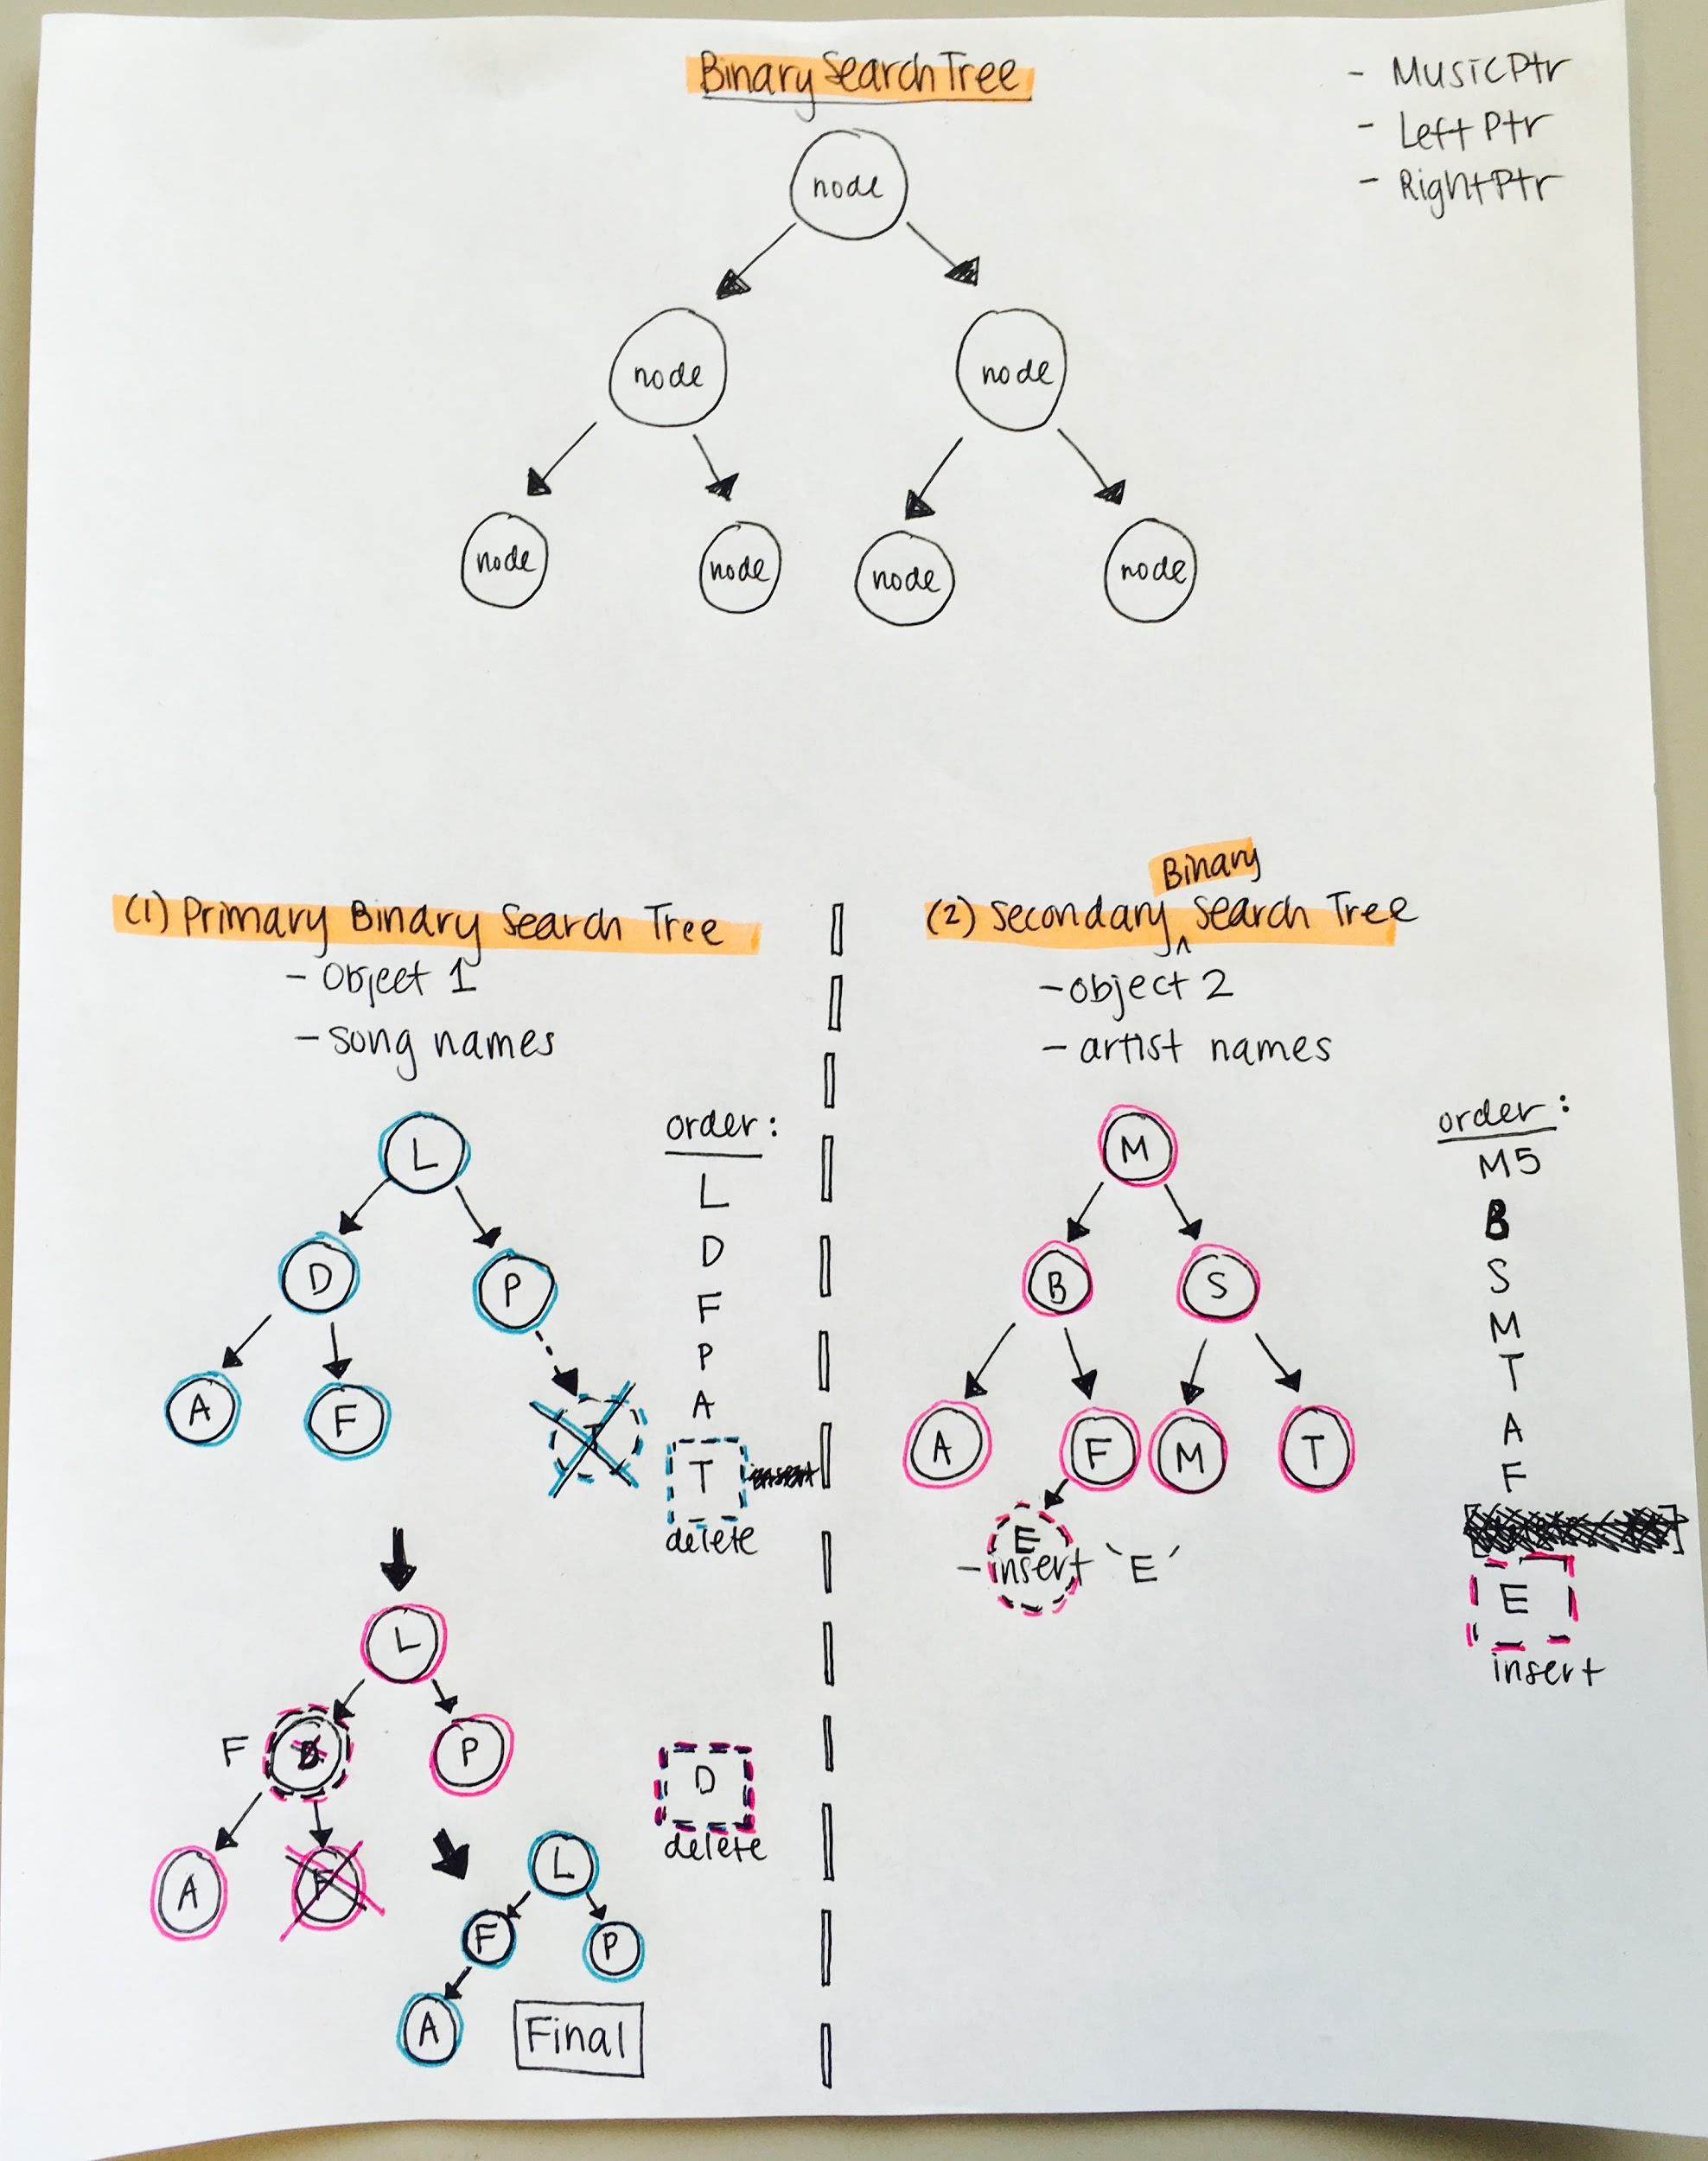 Binary Search Tree
- MusicPtr
- LeftPtr
- RightPtr
node
node
node
node
node
node
node
(1) Primary Binary Search Tree
- Object 1
- song names
L
D
P
A
F
T
order:
L
D
F
P
A
T
delete
L
F
D
P
A
F
D
delete
L
F
P
A
Final
Binary
(2) Secondary ^ Search Tree
- object 2
- artist names
M
B
S
A
F
M
T
E
- insert 'E'
order:
M5
B
S
M
T
A
F
E
insert